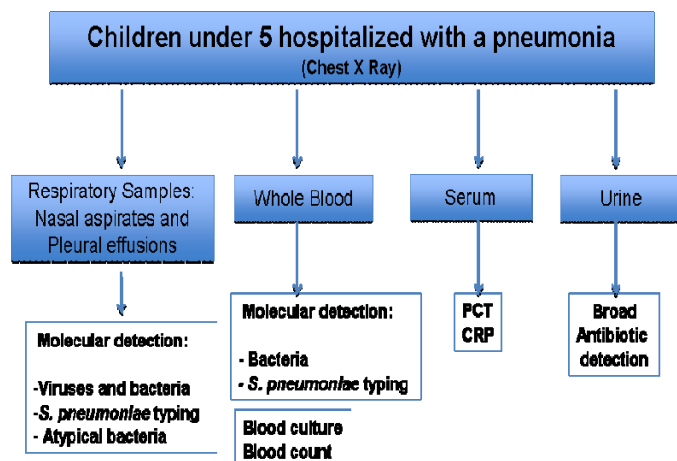 Children under 5 hospitalized with a pneumonia
(Chest X Ray)
Respiratory Samples:
Nasal aspirates and
Pleural effusions
Whole Blood
Serum
Urine
Molecular detection:
-Viruses and bacteria
-S. pneumoniae typing
- Atypical bacteria
Molecular detection:
- Bacteria
- S. pneumoniae typing
Blood culture
Blood count
PCT
CRP
Broad
Antibiotic
detection